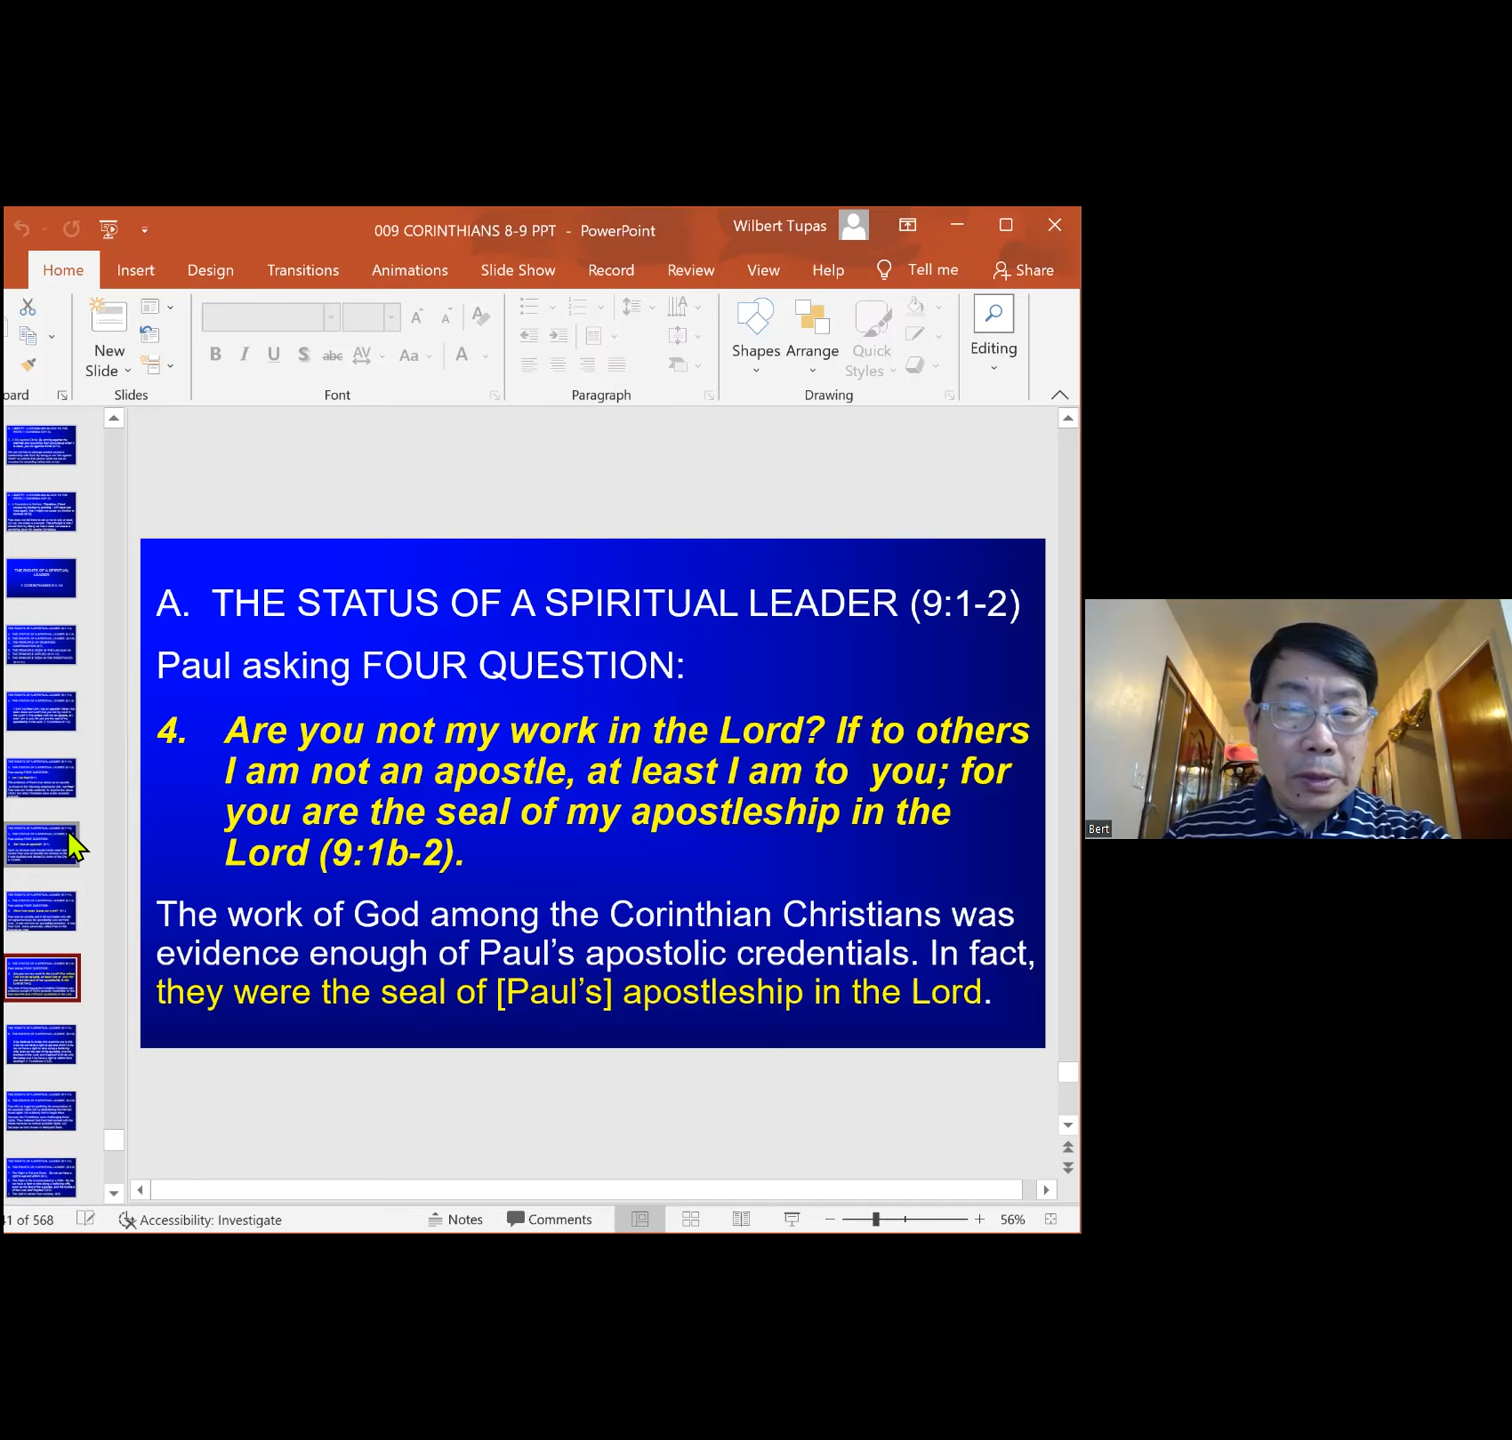 009 CORINTHIANS 8-9 PPT - PowerPoint
Wilbert Tupas
Home Insert Design Transitions Animations Slide Show Record Review View Help Tell me Share
New
Slide
Shapes Arrange Quick
Styles
Editing
oard Slides Font Paragraph Drawing
A. THE STATUS OF A SPIRITUAL LEADER (9:1-2)
Paul asking FOUR QUESTION:
4. Are you not my work in the Lord? If to others
I am not an apostle, at least I am to you; for
you are the seal of my apostleship in the
Lord (9:1b-2).
The work of God among the Corinthian Christians was
evidence enough of Paul's apostolic credentials. In fact,
they were the seal of [Paul's] apostleship in the Lord.
Bert
41 of 568 Accessibility: Investigate Notes Comments 56%